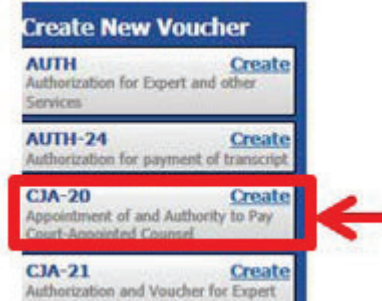 Create New Voucher
AUTH Create
Authorization for Expert and other
Services
AUTH-24 Create
Authorization for payment of transcript
CJA-20 Create
Appointment of and Authority to Pay
Court-Appointed Counsel
CJA-21 Create
Authorization and Voucher for Expert